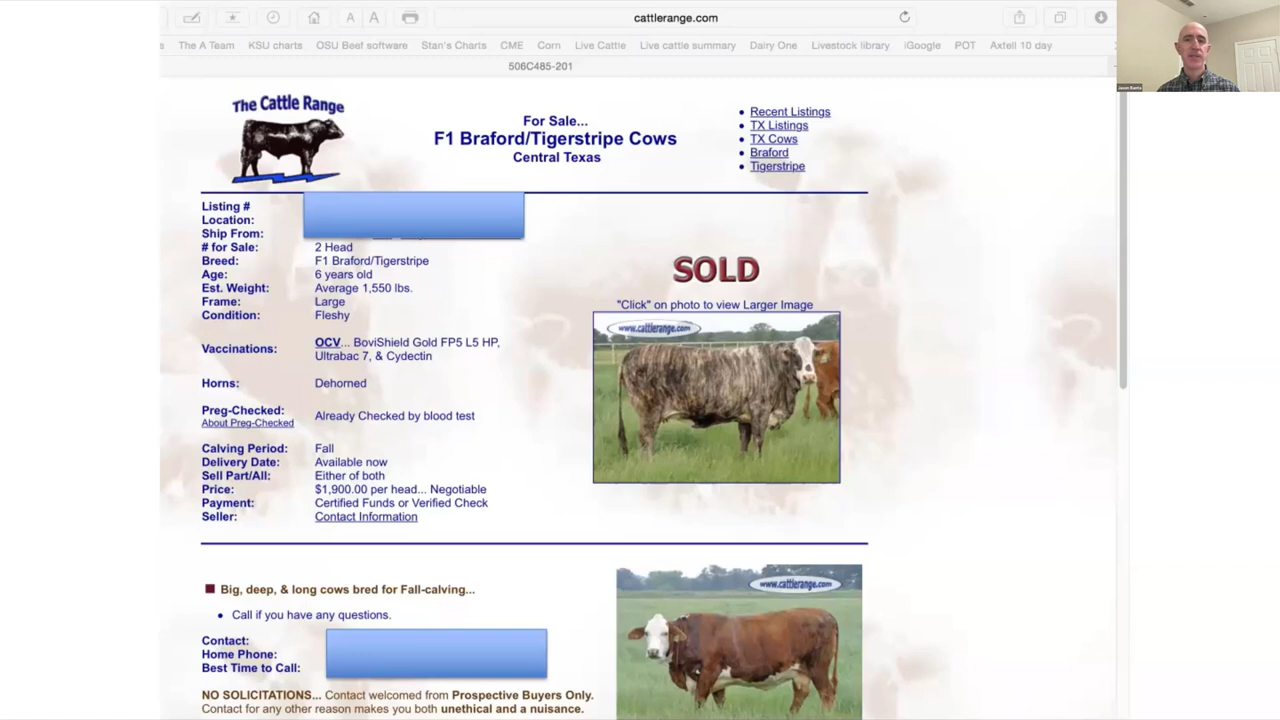 cattlerange.com
The A Team KSU charts OSU Beef software Stan's Charts CME Corn Live Cattle Live cattle summary Dairy One Livestock library iGoogle POT Axtell 10 day
506C485-201
The Cattle Range
For Sale...
F1 Braford/Tigerstripe Cows
Central Texas
• Recent Listings
• TX Listings
• TX Cows
• Braford
• Tigerstripe
Listing #
Location:
Ship From:
# for Sale: 2 Head
Breed: F1 Braford/Tigerstripe
Age: 6 years old
Est. Weight: Average 1,550 lbs.
Frame: Large
Condition: Fleshy
Vaccinations: OCV... BoviShield Gold FP5 L5 HP,
Ultrabac 7, & Cydectin
Horns: Dehorned
Preg-Checked: Already Checked by blood test
About Preg-Checked
Calving Period: Fall
Delivery Date: Available now
Sell Part/All: Either of both
Price: $1,900.00 per head... Negotiable
Payment: Certified Funds or Verified Check
Seller: Contact Information
SOLD
"Click" on photo to view Larger Image
www.cattlerange.com
Big, deep, & long cows bred for Fall-calving...
• Call if you have any questions.
Contact:
Home Phone:
Best Time to Call:
NO SOLICITATIONS... Contact welcomed from Prospective Buyers Only.
Contact for any other reason makes you both unethical and a nuisance.
www.cattlerange.com